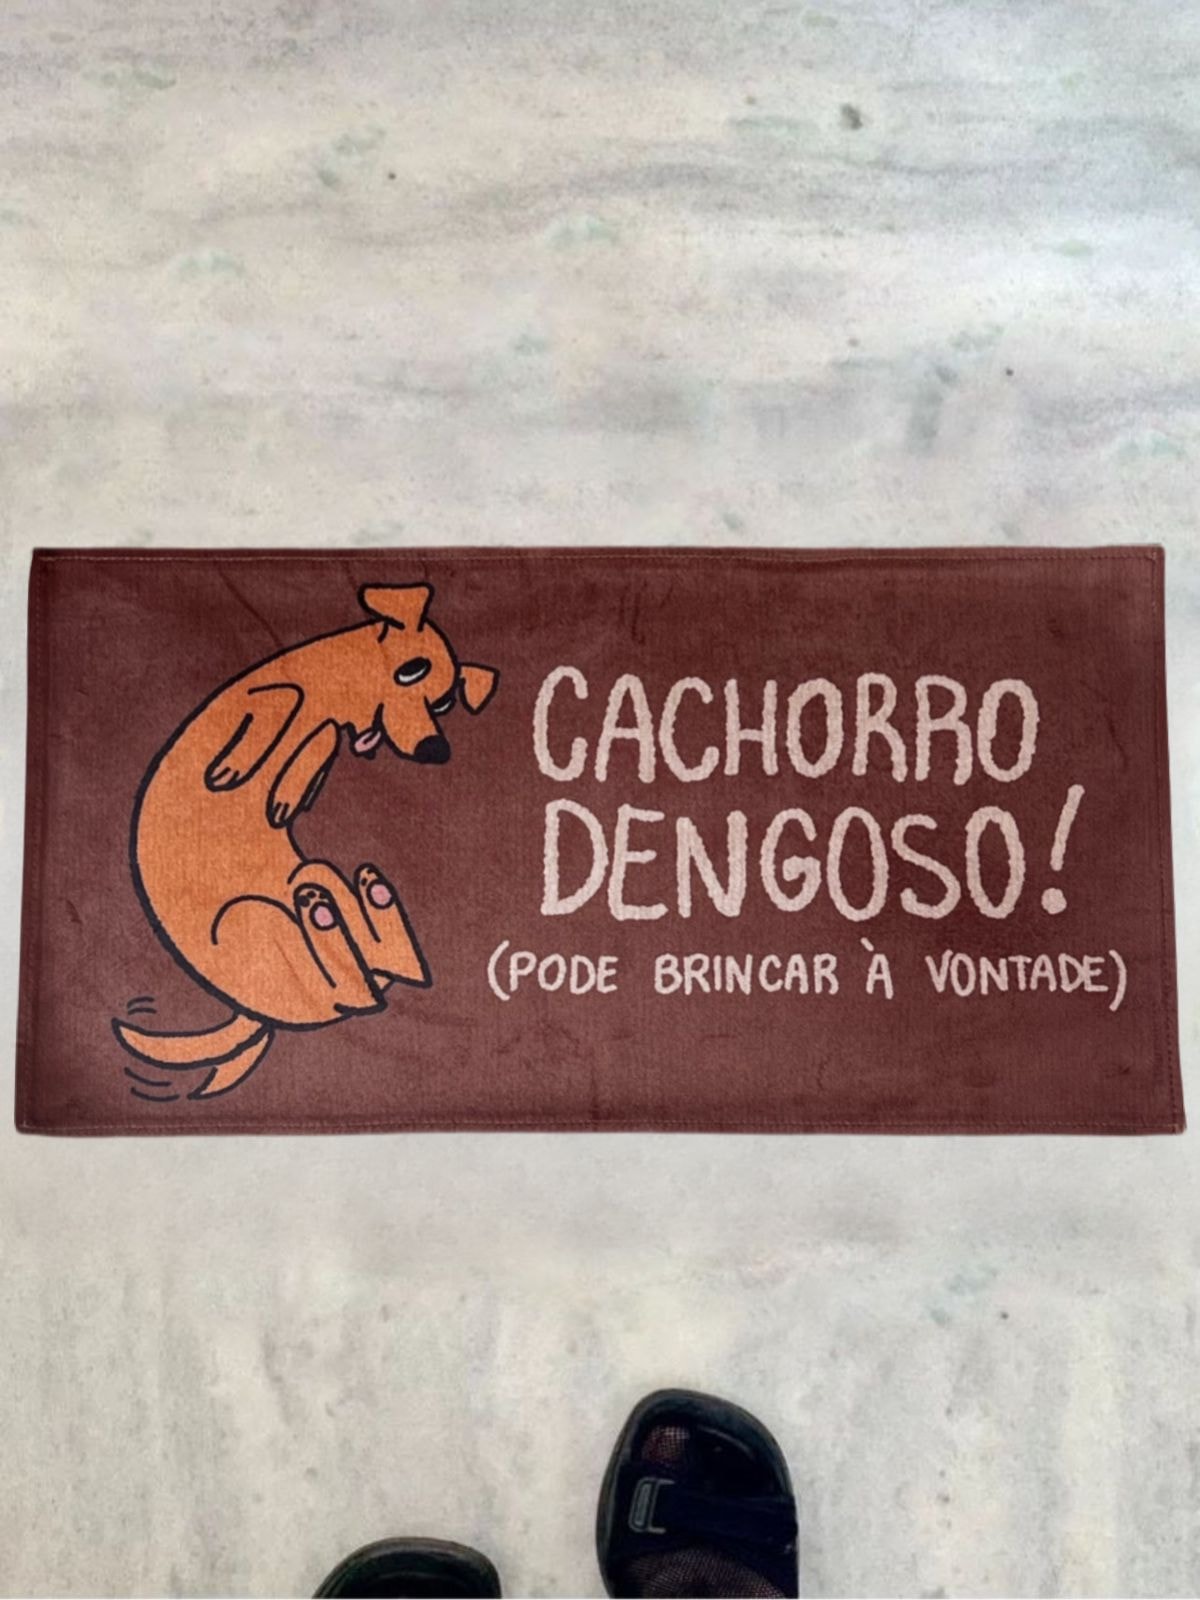 CACHORRO
DENGOSO!
(PODE BRINCAR À VONTADE)